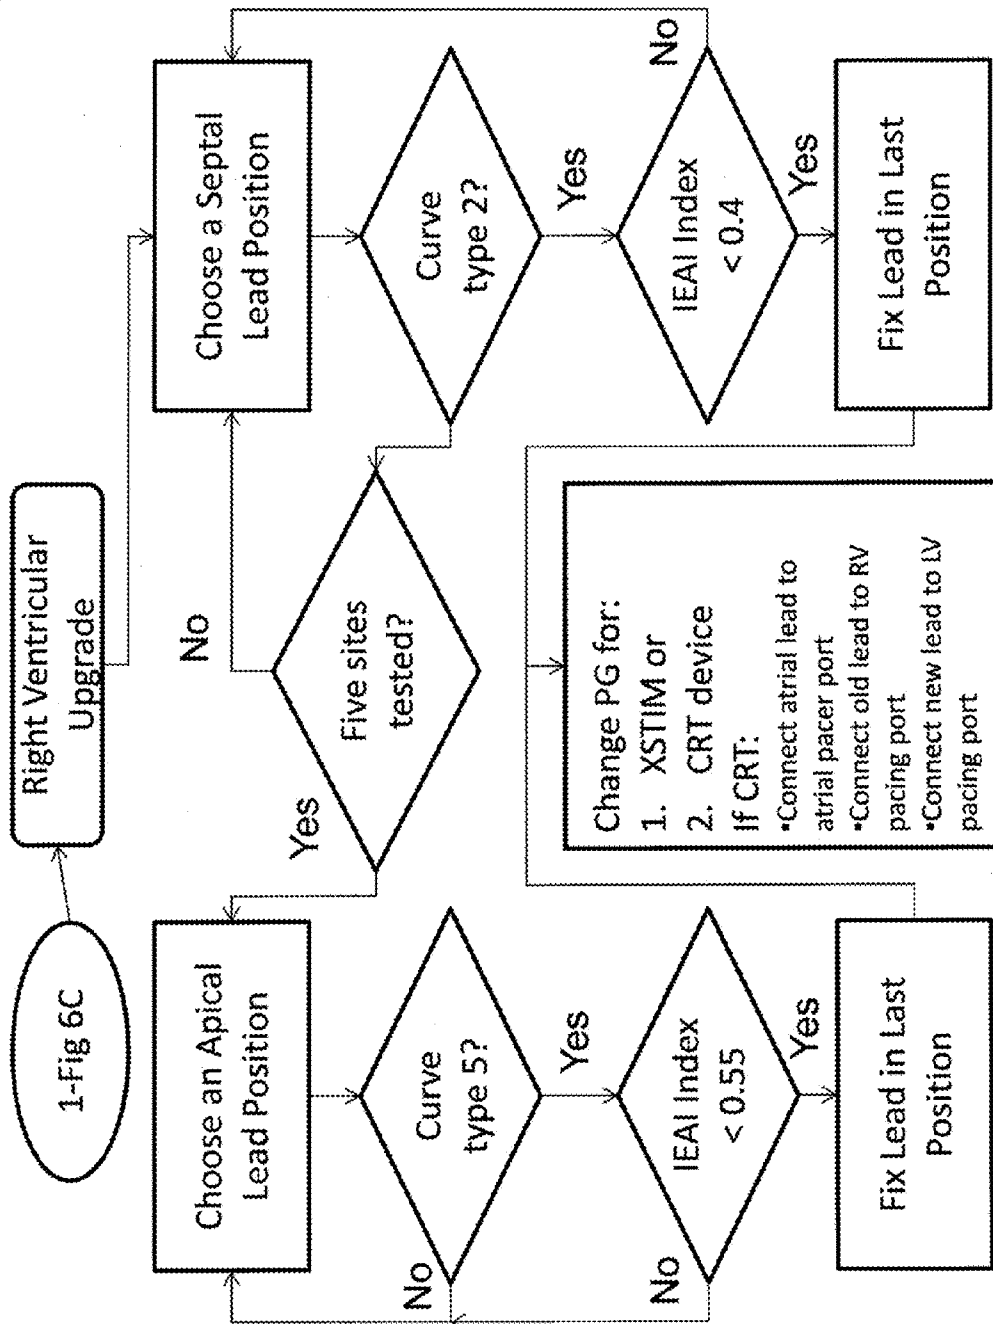 1-Fig 6C
Right Ventricular
Upgrade
Choose an Apical
Lead Position
Choose a Septal
Lead Position
Yes
Five sites
tested?
No
Curve
type 5?
No
Yes
Curve
type 2?
Yes
IEAI Index
< 0.55
No
Yes
IEAI Index
< 0.4
No
Yes
Change PG for:
1. XSTIM or
2. CRT device
If CRT:
*Connect atrial lead to
atrial pacer port
*Connect old lead to RV
pacing port
*Connect new lead to LV
pacing port
Fix Lead in Last
Position
Fix Lead in Last
Position